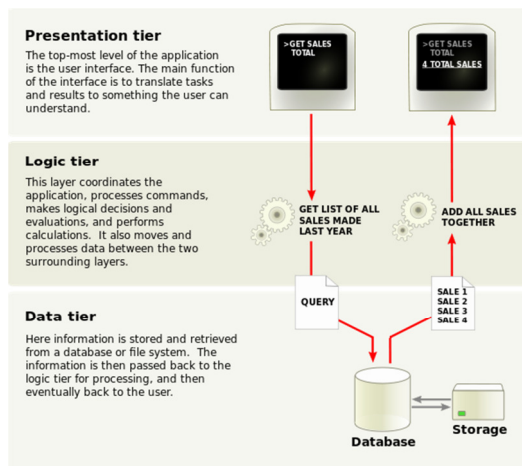 Presentation tier
The top-most level of the application
is the user interface. The main function
of the interface is to translate tasks
and results to something the user can
understand.
>GET SALES
TOTAL
>GET SALES
TOTAL
4 TOTAL SALES
Logic tier
This layer coordinates the
application, processes commands,
makes logical decisions and
evaluations, and performs
calculations. It also moves and
processes data between the two
surrounding layers.
GET LIST OF ALL
SALES MADE
LAST YEAR
ADD ALL SALES
TOGETHER
QUERY
SALE 1
SALE 2
SALE 3
SALE 4
Data tier
Here information is stored and retrieved
from a database or file system. The
information is then passed back to the
logic tier for processing, and then
eventually back to the user.
Database
Storage